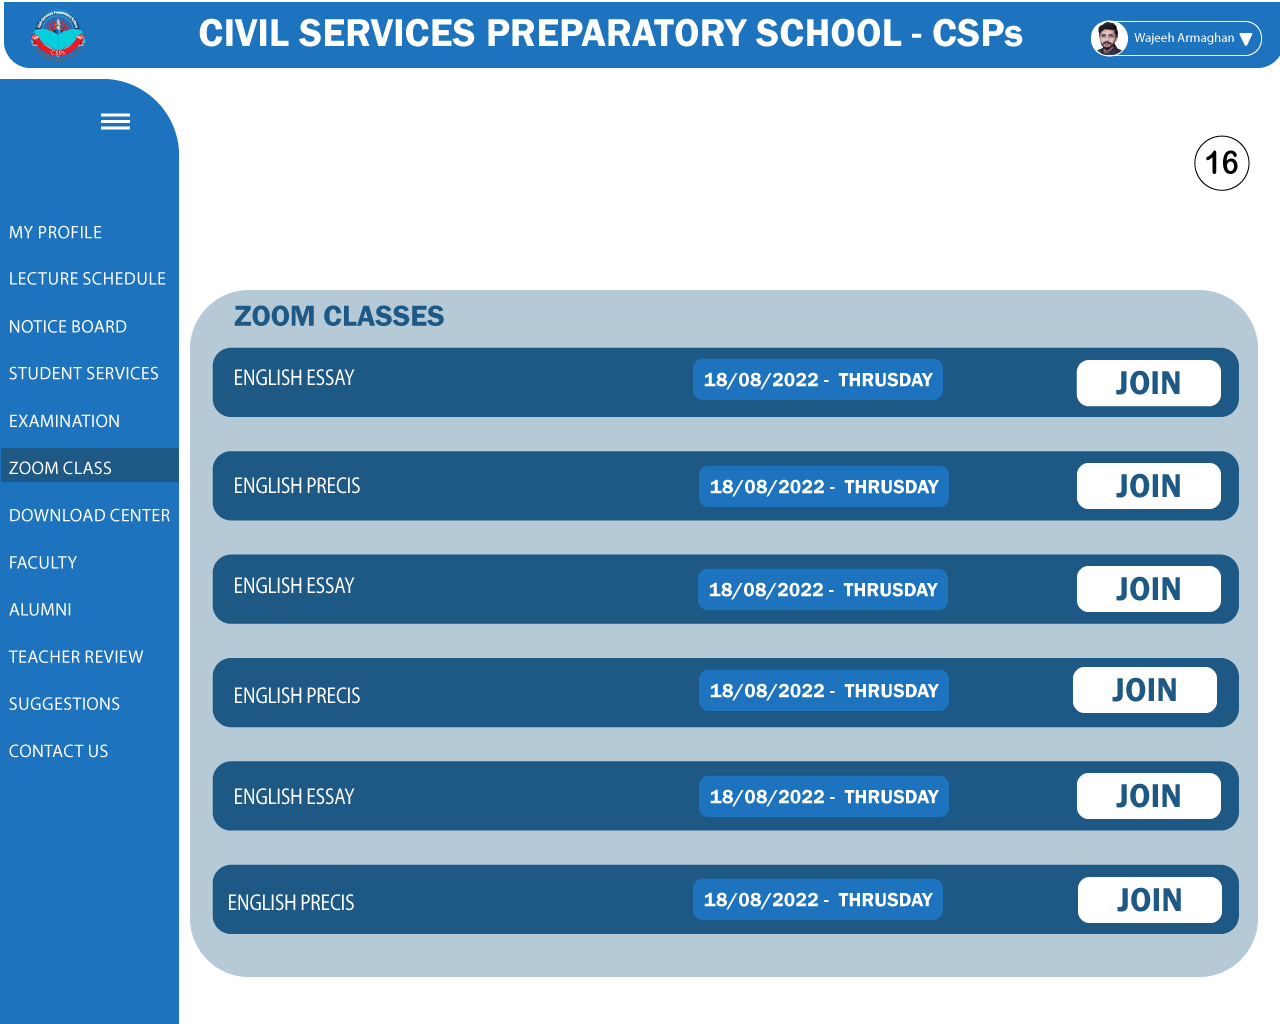 CIVIL SERVICES PREPARATORY SCHOOL - CSPs
Wajeeh Armaghan
CSPs
16
MY PROFILE
LECTURE SCHEDULE
NOTICE BOARD
STUDENT SERVICES
EXAMINATION
ZOOM CLASS
DOWNLOAD CENTER
FACULTY
ALUMNI
TEACHER REVIEW
SUGGESTIONS
CONTACT US
ZOOM CLASSES
ENGLISH ESSAY 18/08/2022 - THRUSDAY JOIN
ENGLISH PRECIS 18/08/2022 - THRUSDAY JOIN
ENGLISH ESSAY 18/08/2022 - THRUSDAY JOIN
ENGLISH PRECIS 18/08/2022 - THRUSDAY JOIN
ENGLISH ESSAY 18/08/2022 - THRUSDAY JOIN
ENGLISH PRECIS 18/08/2022 - THRUSDAY JOIN